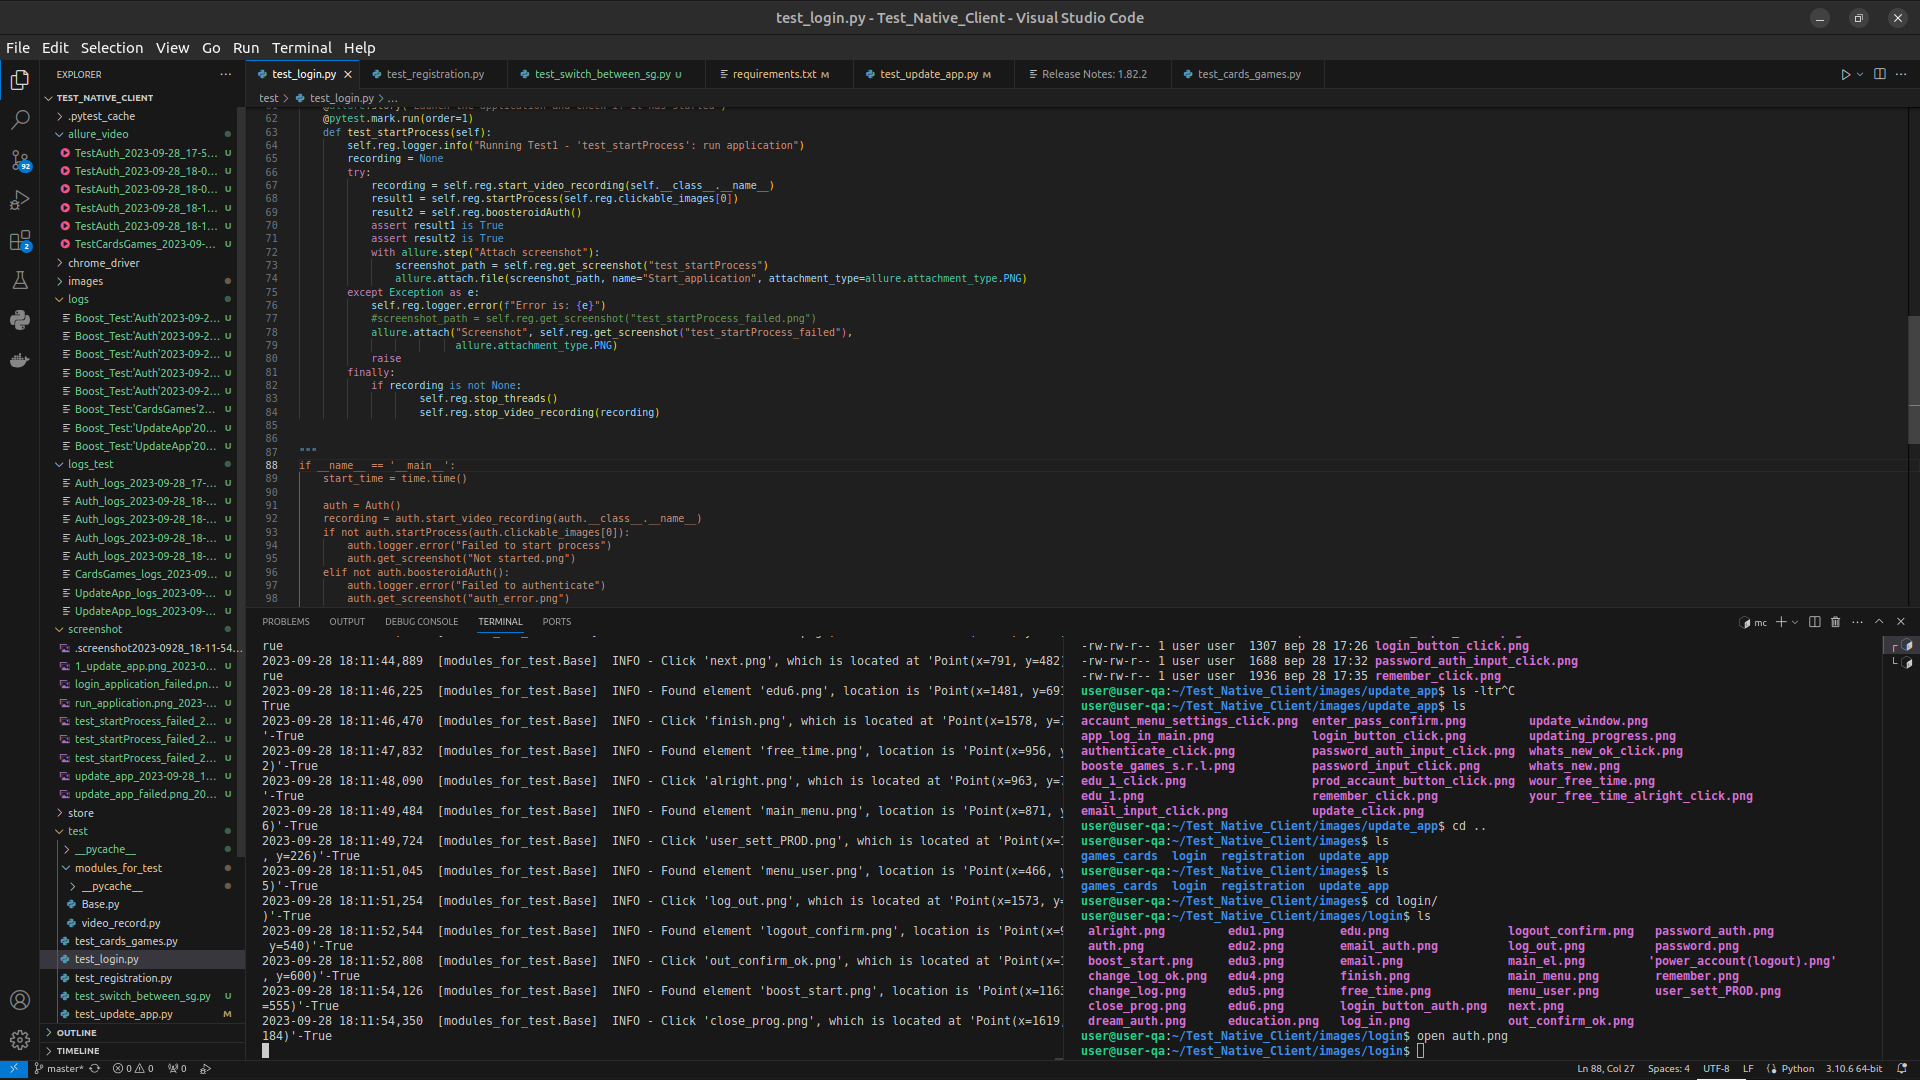 test_login.py - Test_Native_Client - Visual Studio Code
File Edit Selection View Go Run Terminal Help
EXPLORER
TEST_NATIVE_CLIENT
.pytest_cache
allure_video
TestAuth_2023-09-28_17-5... U
TestAuth_2023-09-28_18-0... U
TestAuth_2023-09-28_18-0... U
TestAuth_2023-09-28_18-1... U
TestAuth_2023-09-28_18-1... U
TestCardsGames_2023-09-... U
chrome_driver
images
logs
Boost_Test:'Auth'2023-09-2... U
Boost_Test:'Auth'2023-09-2... U
Boost_Test:'Auth'2023-09-2... U
Boost_Test:'Auth'2023-09-2... U
Boost_Test:'Auth'2023-09-2... U
Boost_Test:'CardsGames'2... U
Boost_Test:'UpdateApp'20... U
Boost_Test:'UpdateApp'20... U
logs_test
Auth_logs_2023-09-28_17-... U
Auth_logs_2023-09-28_18-... U
Auth_logs_2023-09-28_18-... U
Auth_logs_2023-09-28_18-... U
Auth_logs_2023-09-28_18-... U
CardsGames_logs_2023-09... U
UpdateApp_logs_2023-09-... U
UpdateApp_logs_2023-09-... U
screenshot
.screenshot2023-0928_18-11-54...
1_update_app.png_2023-0... U
login_application_failed.pn... U
run_application.png_2023-... U
test_startProcess_failed_2... U
test_startProcess_failed_2... U
test_startProcess_failed_2... U
update_app_2023-09-28_1... U
update_app_failed.png_20... U
store
test
__pycache__
modules_for_test
__pycache__
Base.py
video_record.py
test_cards_games.py
test_login.py
test_registration.py
test_switch_between_sg.py U
test_update_app.py M
OUTLINE
TIMELINE
92
2
test_login.py test_registration.py test_switch_between_sg.py U requirements.txt M test_update_app.py M Release Notes: 1.82.2 test_cards_games.py
test > test_login.py > ...
62 @pytest.mark.run(order=1)
63 def test_startProcess(self):
64 self.reg.logger.info("Running Test1 - 'test_startProcess': run application")
65 recording = None
66 try:
67 recording = self.reg.start_video_recording(self.__class__.__name__)
68 result1 = self.reg.startProcess(self.reg.clickable_images[0])
69 result2 = self.reg.boosteroidAuth()
70 assert result1 is True
71 assert result2 is True
72 with allure.step("Attach screenshot"):
73 screenshot_path = self.reg.get_screenshot("test_startProcess")
74 allure.attach.file(screenshot_path, name="Start_application", attachment_type=allure.attachment_type.PNG)
75 except Exception as e:
76 self.reg.logger.error(f"Error is: {e}")
77 #screenshot_path = self.reg.get_screenshot("test_startProcess_failed.png")
78 allure.attach("Screenshot", self.reg.get_screenshot("test_startProcess_failed"),
79 allure.attachment_type.PNG)
80 raise
81 finally:
82 if recording is not None:
83 self.reg.stop_threads()
84 self.reg.stop_video_recording(recording)
85
86
87 """
88 if __name__ == '__main__':
89 start_time = time.time()
90
91 auth = Auth()
92 recording = auth.start_video_recording(auth.__class__.__name__)
93 if not auth.startProcess(auth.clickable_images[0]):
94 auth.logger.error("Failed to start process")
95 auth.get_screenshot("Not started.png")
96 elif not auth.boosteroidAuth():
97 auth.logger.error("Failed to authenticate")
98 auth.get_screenshot("auth_error.png")
PROBLEMS OUTPUT DEBUG CONSOLE TERMINAL PORTS
mc
rue
2023-09-28 18:11:44,889 [modules_for_test.Base] INFO - Click 'next.png', which is located at 'Point(x=791, y=482)
rue
2023-09-28 18:11:46,225 [modules_for_test.Base] INFO - Found element 'edu6.png', location is 'Point(x=1481, y=691
True
2023-09-28 18:11:46,470 [modules_for_test.Base] INFO - Click 'finish.png', which is located at 'Point(x=1578, y=
'-True
2023-09-28 18:11:47,832 [modules_for_test.Base] INFO - Found element 'free_time.png', location is 'Point(x=956, y=
2)'-True
2023-09-28 18:11:48,090 [modules_for_test.Base] INFO - Click 'alright.png', which is located at 'Point(x=963, y=
'-True
2023-09-28 18:11:49,484 [modules_for_test.Base] INFO - Found element 'main_menu.png', location is 'Point(x=871, y=
6)'-True
2023-09-28 18:11:49,724 [modules_for_test.Base] INFO - Click 'user_sett_PROD.png', which is located at 'Point(x=
, y=226)'-True
2023-09-28 18:11:51,045 [modules_for_test.Base] INFO - Found element 'menu_user.png', location is 'Point(x=466, y=
5)'-True
2023-09-28 18:11:51,254 [modules_for_test.Base] INFO - Click 'log_out.png', which is located at 'Point(x=1573, y=
)'-True
2023-09-28 18:11:52,544 [modules_for_test.Base] INFO - Found element 'logout_confirm.png', location is 'Point(x=
y=540)'-True
2023-09-28 18:11:52,808 [modules_for_test.Base] INFO - Click 'out_confirm_ok.png', which is located at 'Point(x=
, y=600)'-True
2023-09-28 18:11:54,126 [modules_for_test.Base] INFO - Found element 'boost_start.png', location is 'Point(x=1163
=555)'-True
2023-09-28 18:11:54,350 [modules_for_test.Base] INFO - Click 'close_prog.png', which is located at 'Point(x=1619,
184)'-True
-rw-rw-r-- 1 user user 1307 вер 28 17:26 login_button_click.png
-rw-rw-r-- 1 user user 1688 вер 28 17:32 password_auth_input_click.png
-rw-rw-r-- 1 user user 1936 вер 28 17:35 remember_click.png
user@user-qa:~/Test_Native_Client/images/update_app$ ls -ltr^C
user@user-qa:~/Test_Native_Client/images/update_app$ ls
accaunt_menu_settings_click.png enter_pass_confirm.png update_window.png
app_log_in_main.png login_button_click.png updating_progress.png
authenticate_click.png password_auth_input_click.png whats_new_ok_click.png
booste_games_s.r.l.png password_input_click.png whats_new.png
edu_1_click.png prod_accaunt_button_click.png wour_free_time.png
edu_1.png remember_click.png your_free_time_alright_click.png
email_input_click.png update_click.png
user@user-qa:~/Test_Native_Client/images/update_app$ cd ..
user@user-qa:~/Test_Native_Client/images$ ls
games_cards login registration update_app
user@user-qa:~/Test_Native_Client/images$ ls
games_cards login registration update_app
user@user-qa:~/Test_Native_Client/images$ cd login/
user@user-qa:~/Test_Native_Client/images/login$ ls
alright.png edu1.png edu.png logout_confirm.png password_auth.png
auth.png edu2.png email_auth.png log_out.png password.png
boost_start.png edu3.png email.png main_el.png 'power_account(logout).png'
change_log_ok.png edu4.png finish.png main_menu.png remember.png
change_log.png edu5.png free_time.png menu_user.png user_sett_PROD.png
close_prog.png edu6.png login_button_auth.png next.png
dream_auth.png education.png log_in.png out_confirm_ok.png
user@user-qa:~/Test_Native_Client/images/login$ open auth.png
user@user-qa:~/Test_Native_Client/images/login$
master* 0 0 0
Ln 88, Col 27 Spaces: 4 UTF-8 LF Python 3.10.6 64-bit